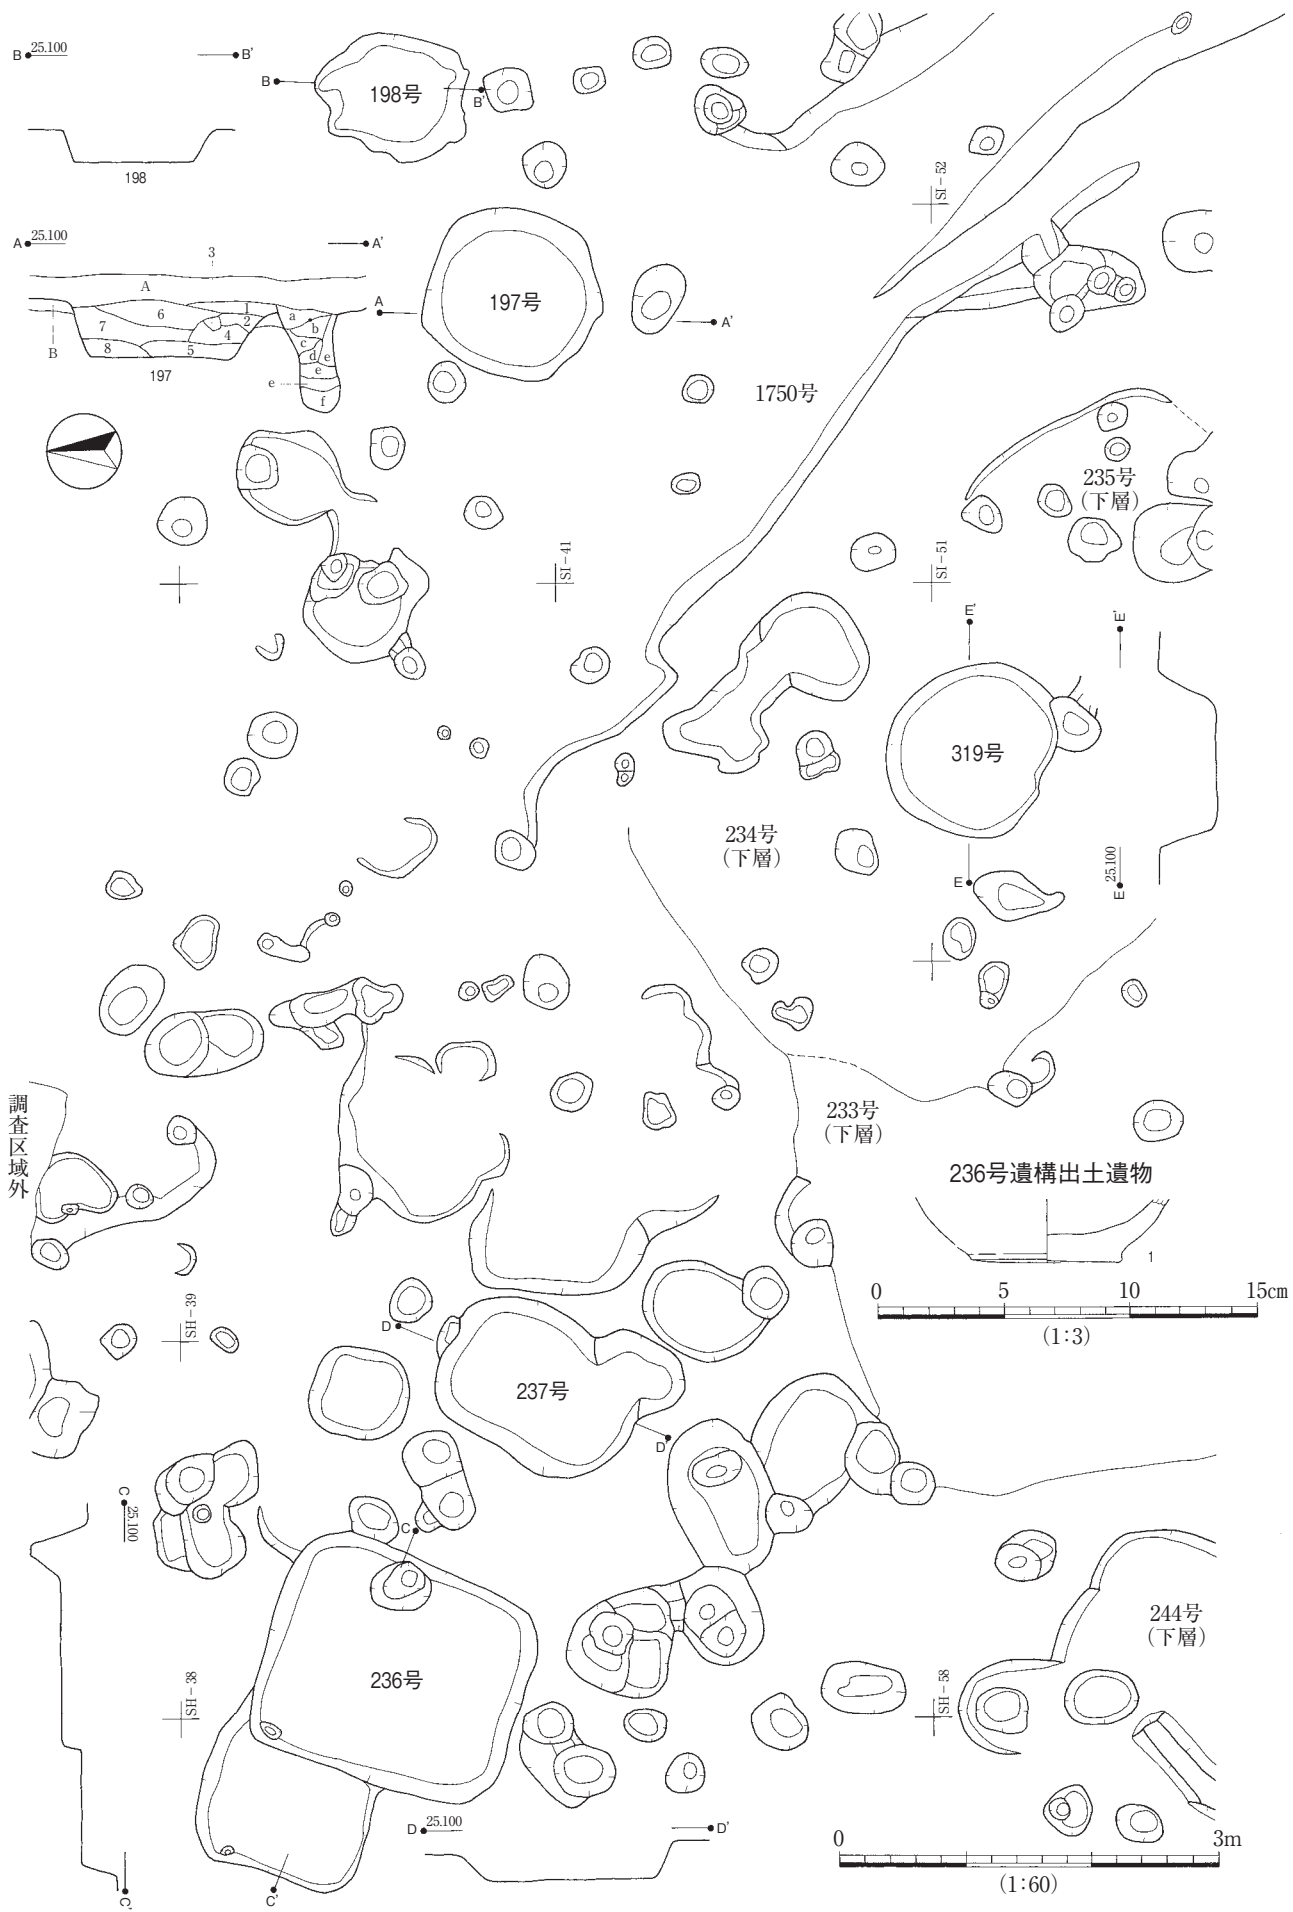 B 25.100
B'
B
198号
B'
198
SI-52
A 25.100
A'
3
A
1
6
2
a
b
7
4
c
8
5
d
e
e
e
f
B
197
A
197号
A'
1750号
235号
(下層)
SI-41
SI-51
E'
E'
319号
234号
(下層)
25.100
E
E
調査区域外
233号
(下層)
236号遺構出土遺物
1
0 5 10 15cm
(1:3)
SH-39
D
237号
D'
C
25.100
C
244号
(下層)
236号
SH-38
SH-58
D 25.100
D'
0 3m
(1:60)
C'
C'